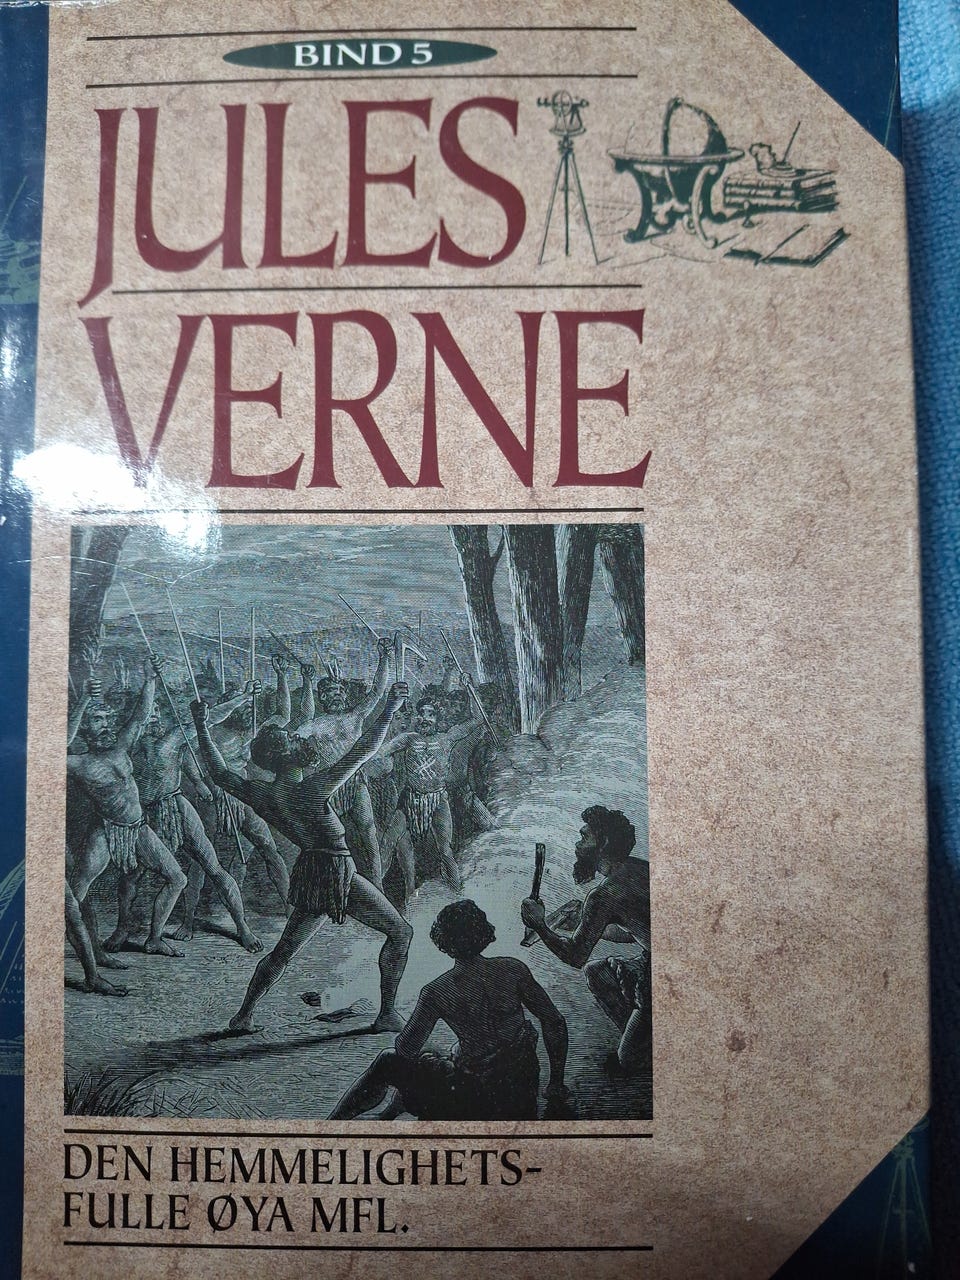 BIND 5
JULES
VERNE
DEN HEMMELIGHETS-
FULLE ØYA MFL.